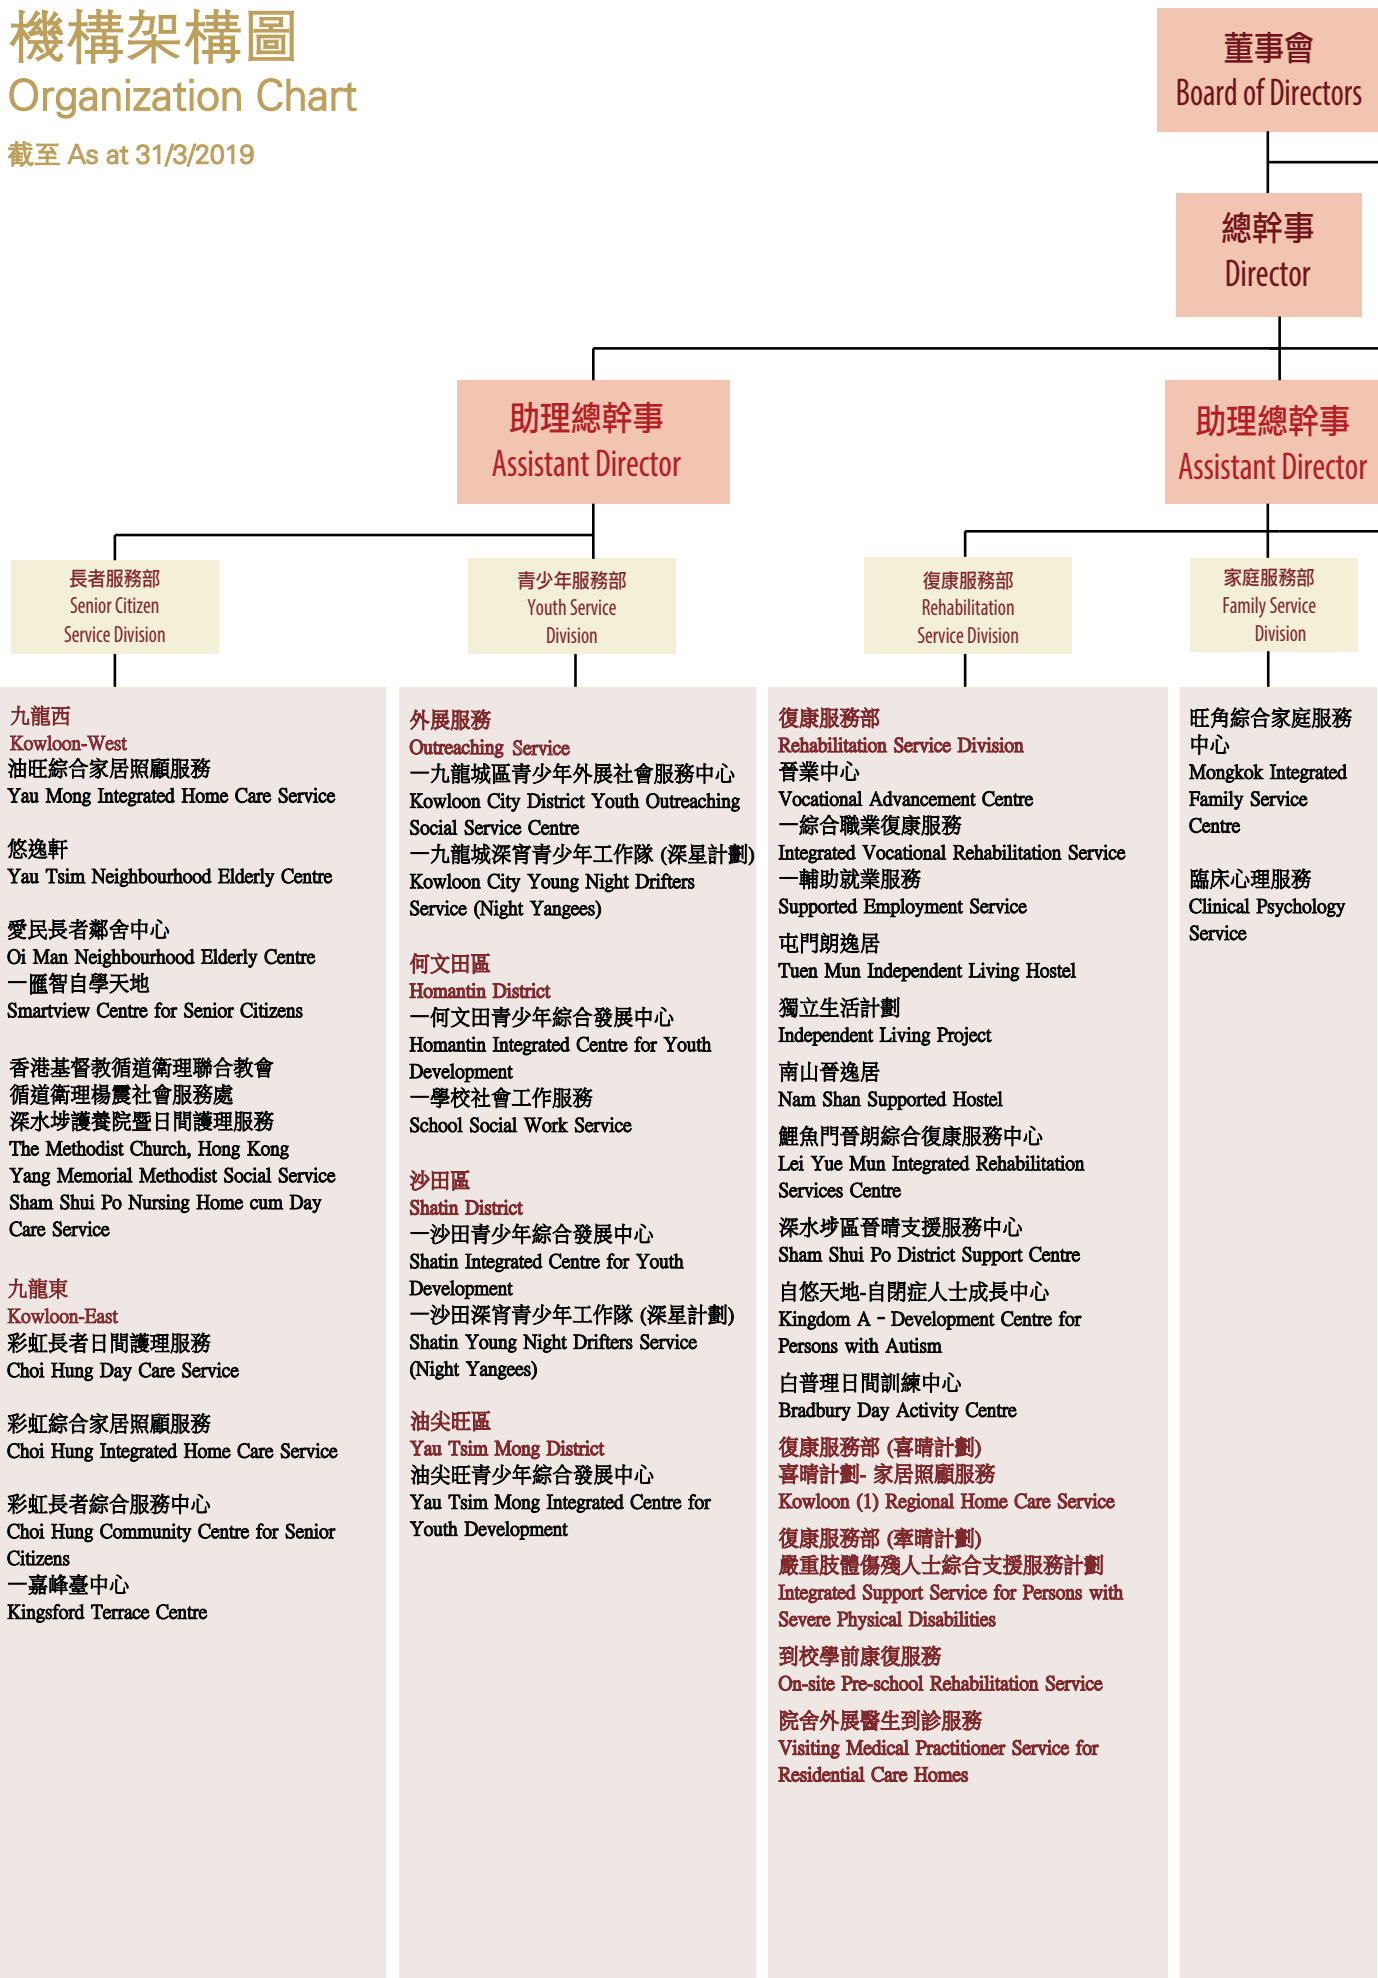 機構架構圖
Organization Chart
截至 As at 31/3/2019
董事會
Board of Directors
總幹事
Director
助理總幹事
Assistant Director
助理總幹事
Assistant Director
長者服務部
Senior Citizen
Service Division
青少年服務部
Youth Service
Division
復康服務部
Rehabilitation
Service Division
家庭服務部
Family Service
Division
九龍西
Kowloon-West
油旺綜合家居照顧服務
Yau Mong Integrated Home Care Service
悠逸軒
Yau Tsim Neighbourhood Elderly Centre
愛民長者鄰舍中心
Oi Man Neighbourhood Elderly Centre
一匯智自學天地
Smartview Centre for Senior Citizens
香港基督教循道衛理聯合教會
循道衛理楊震社會服務處
深水埗護養院暨日間護理服務
The Methodist Church, Hong Kong
Yang Memorial Methodist Social Service
Sham Shui Po Nursing Home cum Day
Care Service
九龍東
Kowloon-East
彩虹長者日間護理服務
Choi Hung Day Care Service
彩虹綜合家居照顧服務
Choi Hung Integrated Home Care Service
彩虹長者綜合服務中心
Choi Hung Community Centre for Senior
Citizens
一嘉峰臺中心
Kingsford Terrace Centre
外展服務
Outreaching Service
一九龍城區青少年外展社會服務中心
Kowloon City District Youth Outreaching
Social Service Centre
一九龍城深宵青少年工作隊 (深星計劃)
Kowloon City Young Night Drifters
Service (Night Yangees)
何文田區
Homantin District
一何文田青少年綜合發展中心
Homantin Integrated Centre for Youth
Development
一學校社會工作服務
School Social Work Service
沙田區
Shatin District
一沙田青少年綜合發展中心
Shatin Integrated Centre for Youth
Development
一沙田深宵青少年工作隊 (深星計劃)
Shatin Young Night Drifters Service
(Night Yangees)
油尖旺區
Yau Tsim Mong District
油尖旺青少年綜合發展中心
Yau Tsim Mong Integrated Centre for
Youth Development
復康服務部
Rehabilitation Service Division
晉業中心
Vocational Advancement Centre
一綜合職業復康服務
Integrated Vocational Rehabilitation Service
一輔助就業服務
Supported Employment Service
屯門朗逸居
Tuen Mun Independent Living Hostel
獨立生活計劃
Independent Living Project
南山晉逸居
Nam Shan Supported Hostel
鯉魚門晉朗綜合復康服務中心
Lei Yue Mun Integrated Rehabilitation
Services Centre
深水埗區晉晴支援服務中心
Sham Shui Po District Support Centre
自悠天地-自閉症人士成長中心
Kingdom A - Development Centre for
Persons with Autism
白普理日間訓練中心
Bradbury Day Activity Centre
復康服務部 (喜晴計劃)
喜晴計劃- 家居照顧服務
Kowloon (1) Regional Home Care Service
復康服務部 (牽晴計劃)
嚴重肢體傷殘人士綜合支援服務計劃
Integrated Support Service for Persons with
Severe Physical Disabilities
到校學前康復服務
On-site Pre-school Rehabilitation Service
院舍外展醫生到診服務
Visiting Medical Practitioner Service for
Residential Care Homes
旺角綜合家庭服務
中心
Mongkok Integrated
Family Service
Centre
臨床心理服務
Clinical Psychology
Service